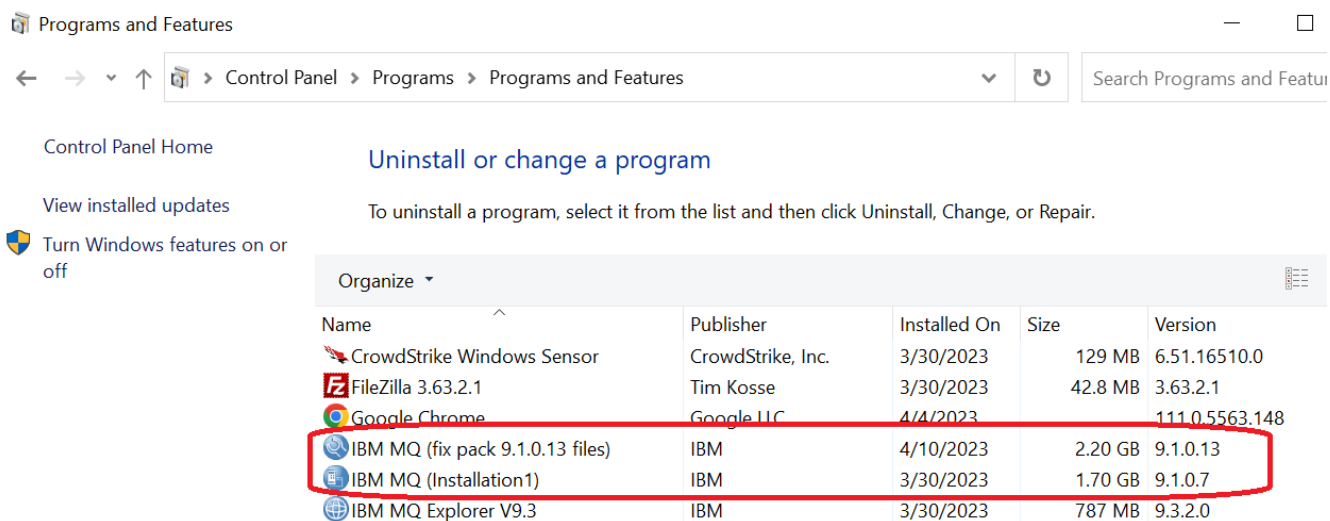 Programs and Features
Control Panel > Programs > Programs and Features
Search Programs and Featur
Control Panel Home
Uninstall or change a program
View installed updates
To uninstall a program, select it from the list and then click Uninstall, Change, or Repair.
Turn Windows features on or
off
Organize
Name Publisher Installed On Size Version
CrowdStrike Windows Sensor CrowdStrike, Inc. 3/30/2023 129 MB 6.51.16510.0
FileZilla 3.63.2.1 Tim Kosse 3/30/2023 42.8 MB 3.63.2.1
Google Chrome Google LLC 4/4/2023 111.0.5563.148
IBM MQ (fix pack 9.1.0.13 files) IBM 4/10/2023 2.20 GB 9.1.0.13
IBM MQ (Installation1) IBM 3/30/2023 1.70 GB 9.1.0.7
IBM MQ Explorer V9.3 IBM 3/30/2023 787 MB 9.3.2.0